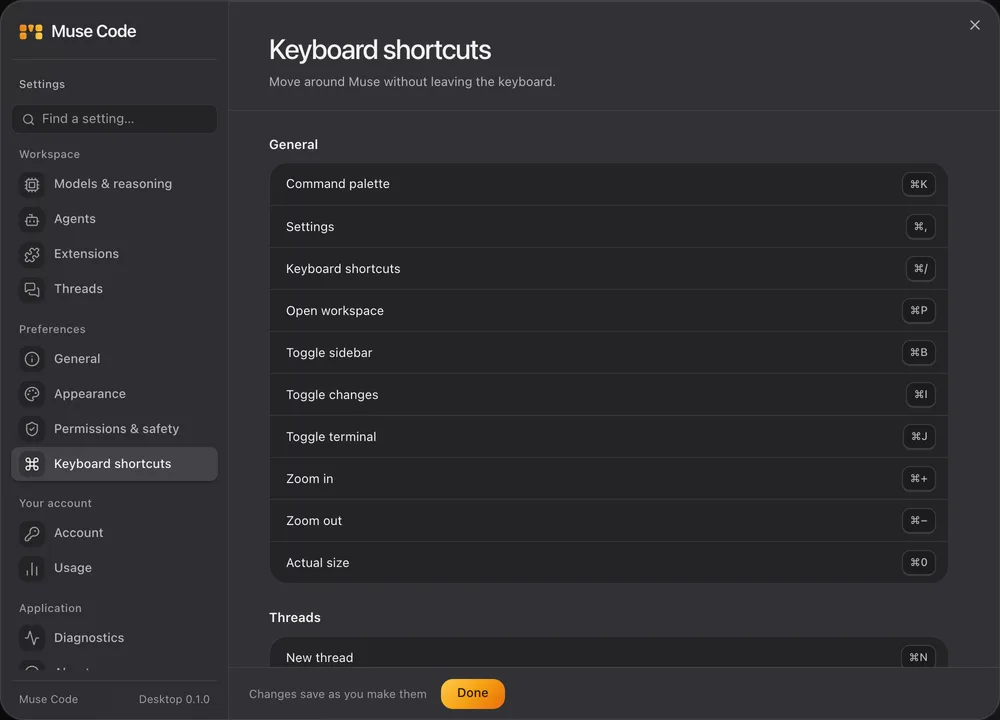 Muse Code
Settings
Find a setting...
Workspace
Models & reasoning
Agents
Extensions
Threads
Preferences
General
Appearance
Permissions & safety
Keyboard shortcuts
Your account
Account
Usage
Application
Diagnostics
Muse Code Desktop 0.1.0
Keyboard shortcuts
Move around Muse without leaving the keyboard.
General
Command palette ⌘K
Settings ⌘,
Keyboard shortcuts ⌘/
Open workspace ⌘P
Toggle sidebar ⌘B
Toggle changes ⌘I
Toggle terminal ⌘J
Zoom in ⌘+
Zoom out ⌘−
Actual size ⌘0
Threads
New thread ⌘N
Changes save as you make them Done